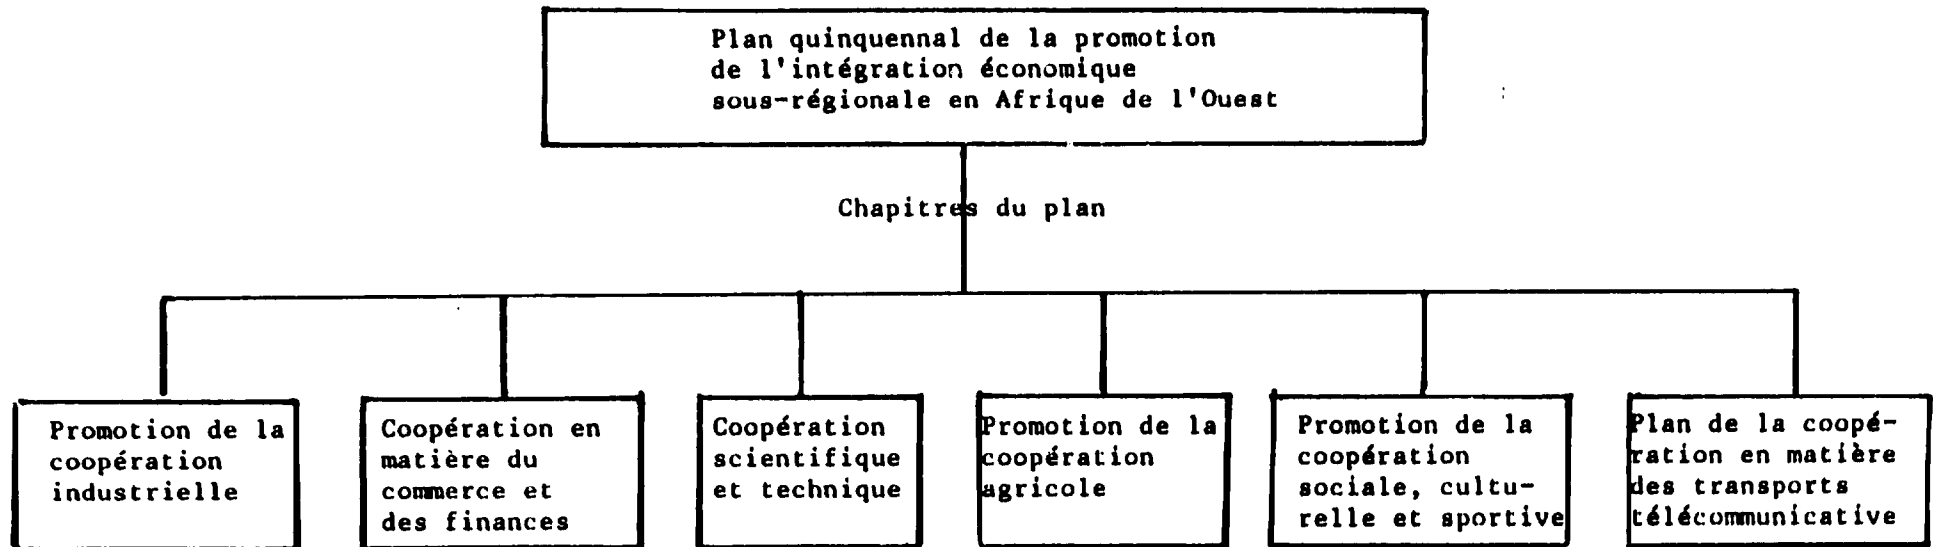 Plan quinquennal de la promotion
de l'intégration économique
sous-régionale en Afrique de l'Ouest
Chapitres du plan
Promotion de la
coopération
industrielle
Coopération en
matière du
commerce et
des finances
Coopération
scientifique
et technique
Promotion de la
coopération
agricole
Promotion de la
coopération
sociale, cultu-
relle et sportive
Plan de la coopé-
ration en matière
des transports
télécommunicative